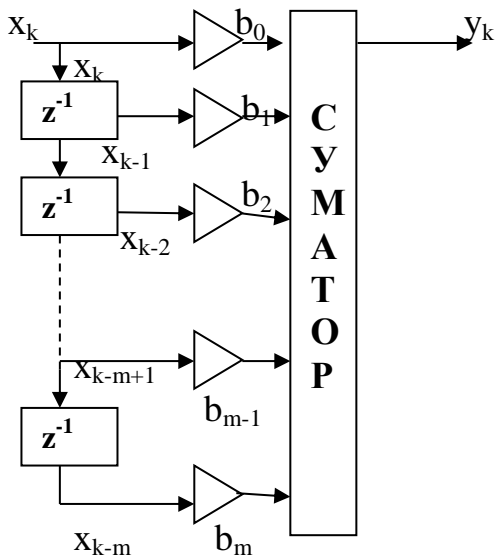 x_k b_0 y_k
x_k
z^-1 b_1
x_k-1
z^-1 b_2
x_k-2
x_k-m+1
b_m-1
z^-1
x_k-m b_m
С
У
М
А
Т
О
Р